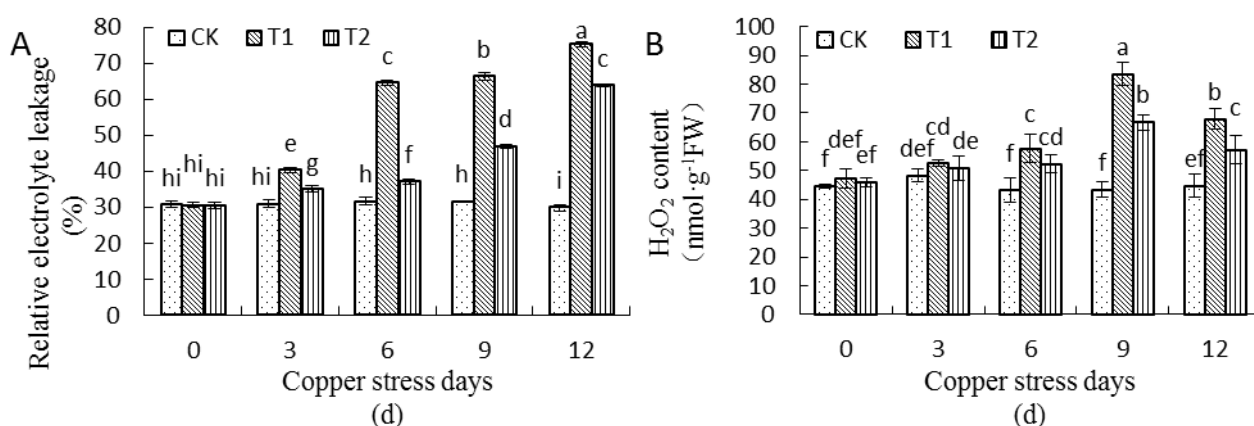 A
Relative electrolyte leakage
(%)
80
70
60
50
40
30
20
10
0
CK T1 T2
hi hi hi
hi e g
h c f
h b d
i a c
0 3 6 9 12
Copper stress days
(d)
B
H₂O₂ content
(nmol·g⁻¹FW)
100
90
80
70
60
50
40
30
20
10
0
CK T1 T2
f def ef
def cd de
f c cd
f a b
ef b c
0 3 6 9 12
Copper stress days
(d)